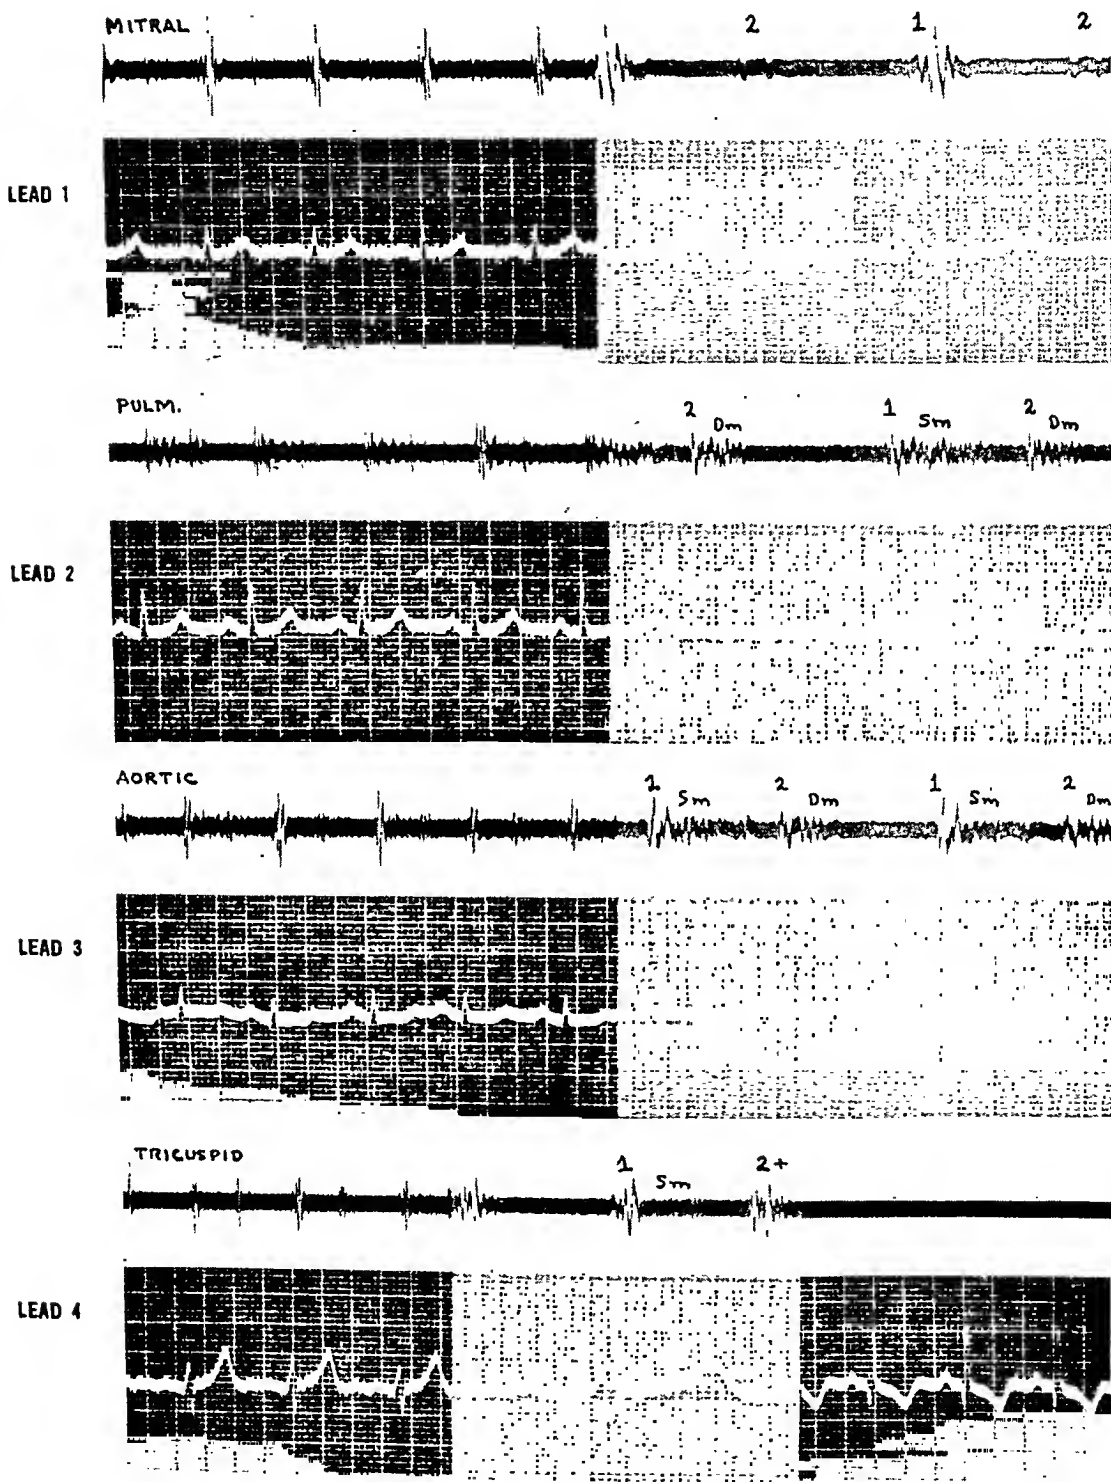 MITRAL 2 1 2
LEAD 1
PULM. 2 Dm 1 Sm 2 Dm
LEAD 2
AORTIC 1 Sm 2 Dm 1 Sm 2 Dm
LEAD 3
TRICUSPID 1 Sm 2+
LEAD 4